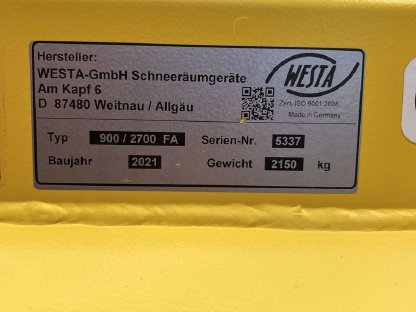 Hersteller:
WESTA-GmbH Schneeräumgeräte
Am Kapf 6
D 87480 Weitnau / Allgäu
WESTA
Zert. ISO 9001:2008
Made in Germany
Typ 900 / 2700 FA Serien-Nr. 5337
Baujahr 2021 Gewicht 2150 kg